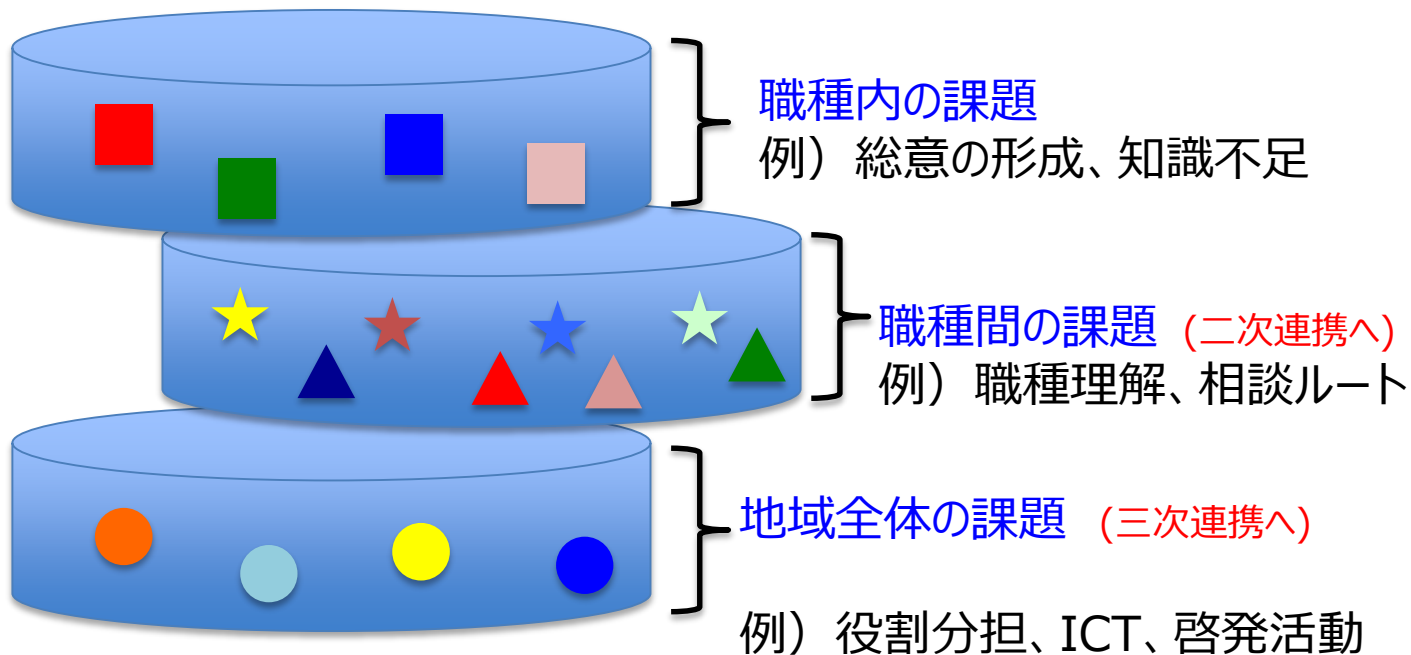 職種内の課題
例）総意の形成、知識不足
職種間の課題 (二次連携へ)
例）職種理解、相談ルート
地域全体の課題 (三次連携へ)
例）役割分担、ICT、啓発活動